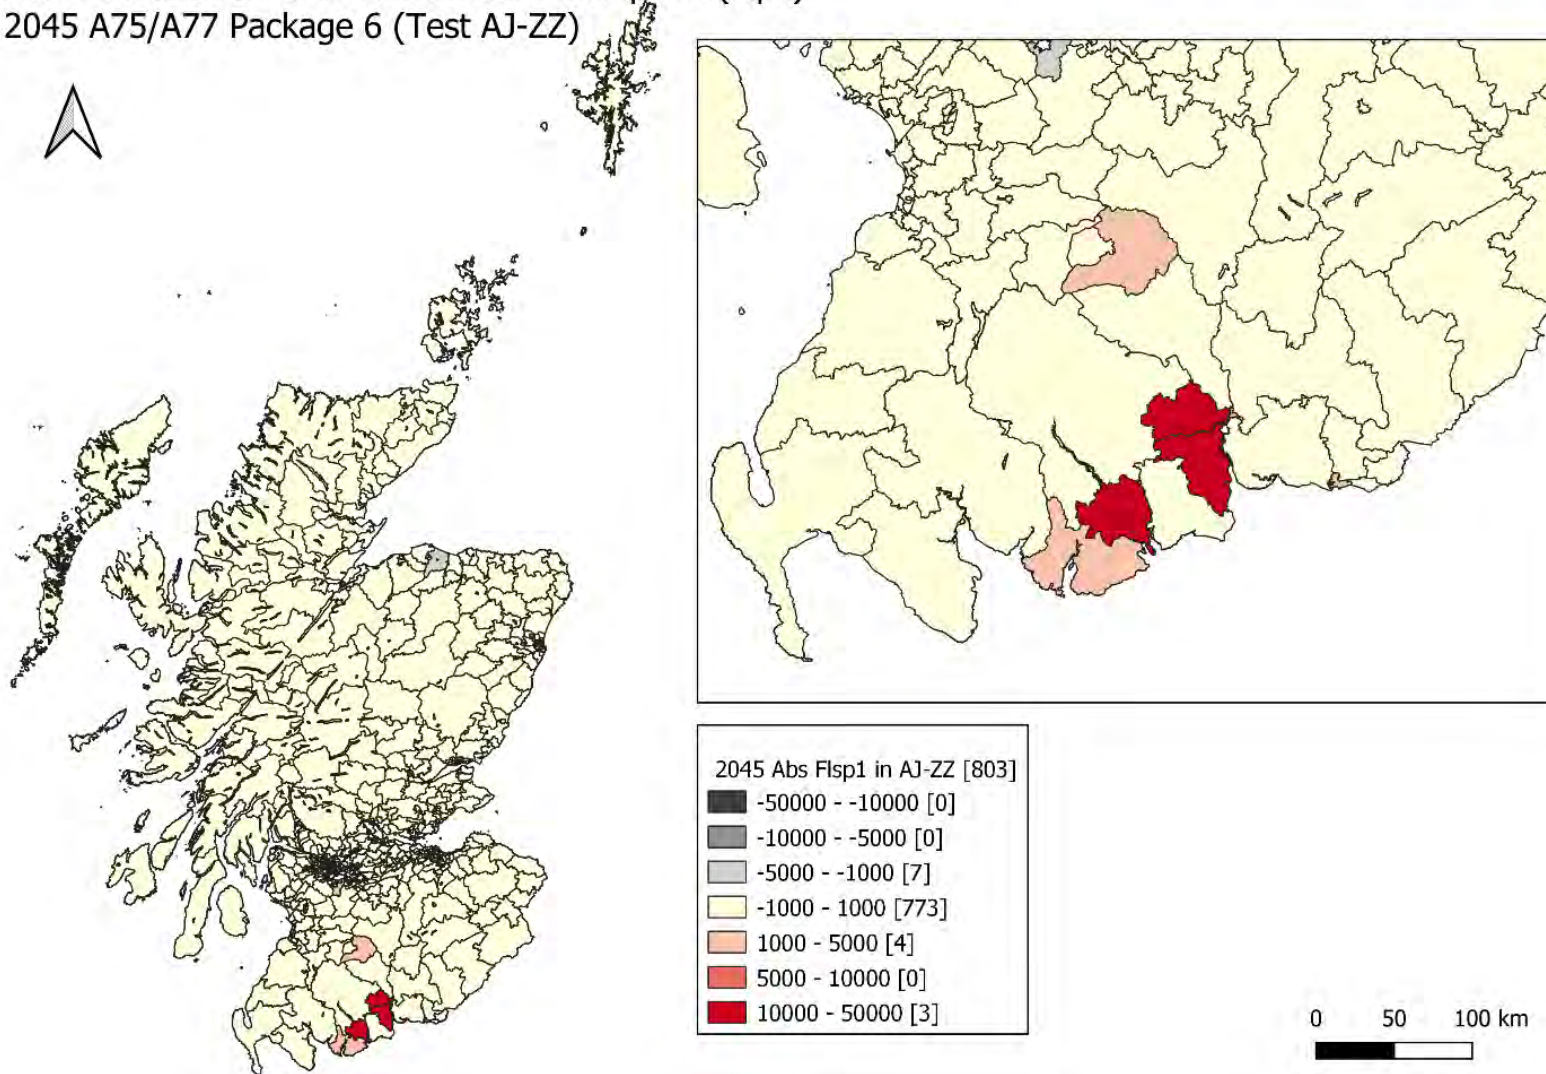 2045 A75/A77 Package 6 (Test AJ-ZZ)
2045 Abs Flsp1 in AJ-ZZ [803]
-50000 - -10000 [0]
-10000 - -5000 [0]
-5000 - -1000 [7]
-1000 - 1000 [773]
1000 - 5000 [4]
5000 - 10000 [0]
10000 - 50000 [3]
0 50 100 km